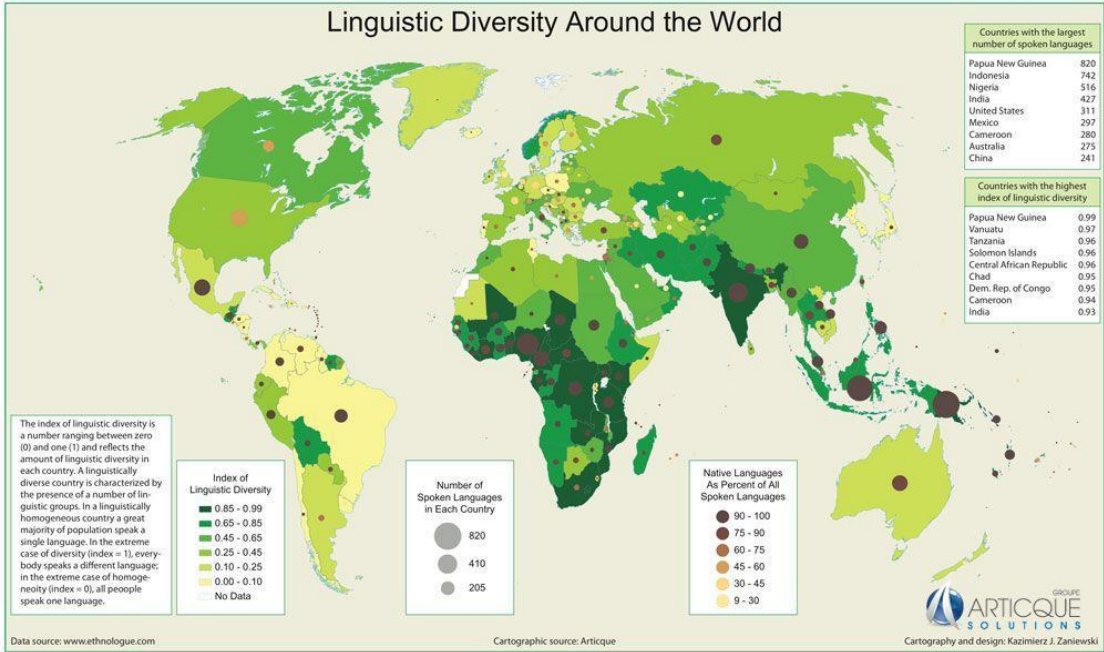 Linguistic Diversity Around the World
Countries with the largest
number of spoken languages
Papua New Guinea 820
Indonesia 742
Nigeria 516
India 427
United States 311
Mexico 297
Cameroon 280
Australia 275
China 241
Countries with the highest
index of linguistic diversity
Papua New Guinea 0.99
Vanuatu 0.97
Tanzania 0.96
Solomon Islands 0.96
Central African Republic 0.96
Chad 0.95
Dem. Rep. of Congo 0.95
Cameroon 0.94
India 0.93
The index of linguistic diversity is
a number ranging between zero
(0) and one (1) and reflects the
amount of linguistic diversity in
each country. A linguistically
diverse country is characterized
by the presence of a number of lin-
guistic groups. In a linguistically
homogeneous country a great
majority of population speak a
single language. In the extreme
case of diversity (index = 1), every-
body speaks a different language;
in the extreme case of homoge-
neity (index = 0), all peoople
speak one language.
Index of
Linguistic Diversity
0.85 - 0.99
0.65 - 0.85
0.45 - 0.65
0.25 - 0.45
0.10 - 0.25
0.00 - 0.10
No Data
Number of
Spoken Languages
in Each Country
820
410
205
Native Languages
As Percent of All
Spoken Languages
90 - 100
75 - 90
60 - 75
45 - 60
30 - 45
9 - 30
GROUPE
ARTICQUE
SOLUTIONS
Data source: www.ethnologue.com
Cartographic source: Articque
Cartography and design: Kazimierz J. Zaniewski